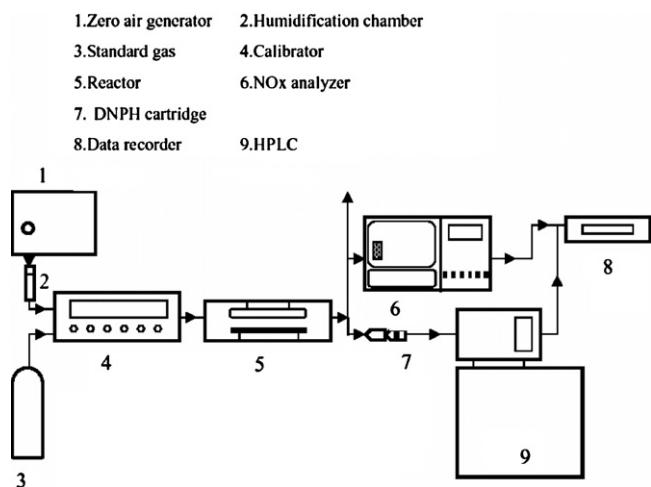 1.Zero air generator 2.Humidification chamber
3.Standard gas 4.Calibrator
5.Reactor 6.NOx analyzer
7. DNPH cartridge
8.Data recorder 9.HPLC
1
2
3
4
5
6
7
8
9